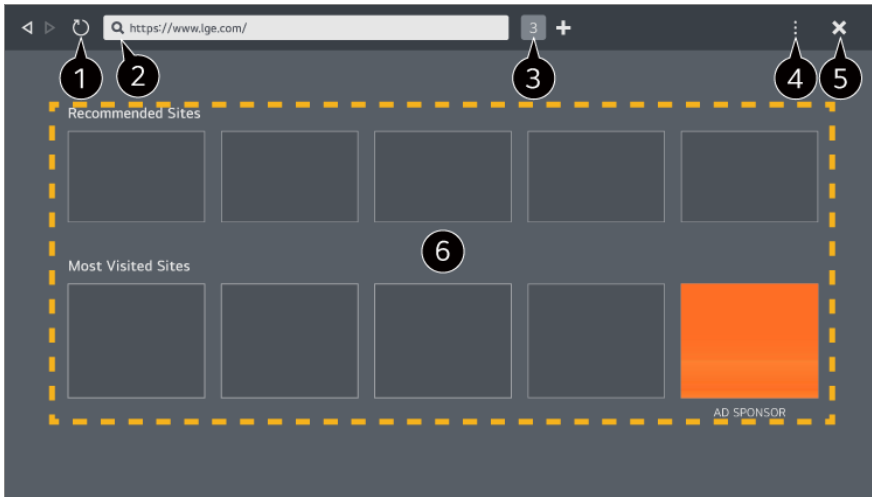 https://www.lge.com/ 3
1 2 3 4 5
Recommended Sites
6
Most Visited Sites
AD SPONSOR